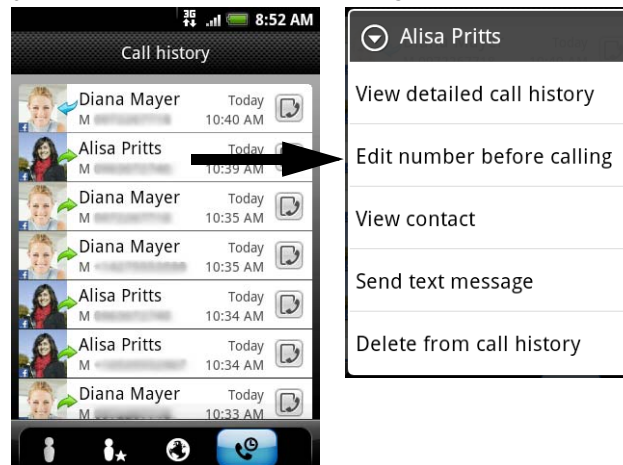 3G
8:52 AM
Call history
Diana Mayer Today
M 10:40 AM
Alisa Pritts Today
M 10:39 AM
Diana Mayer Today
M 10:35 AM
Diana Mayer Today
M 10:35 AM
Alisa Pritts Today
M 10:34 AM
Alisa Pritts Today
M 10:34 AM
Diana Mayer Today
M 10:33 AM
Alisa Pritts
View detailed call history
Edit number before calling
View contact
Send text message
Delete from call history